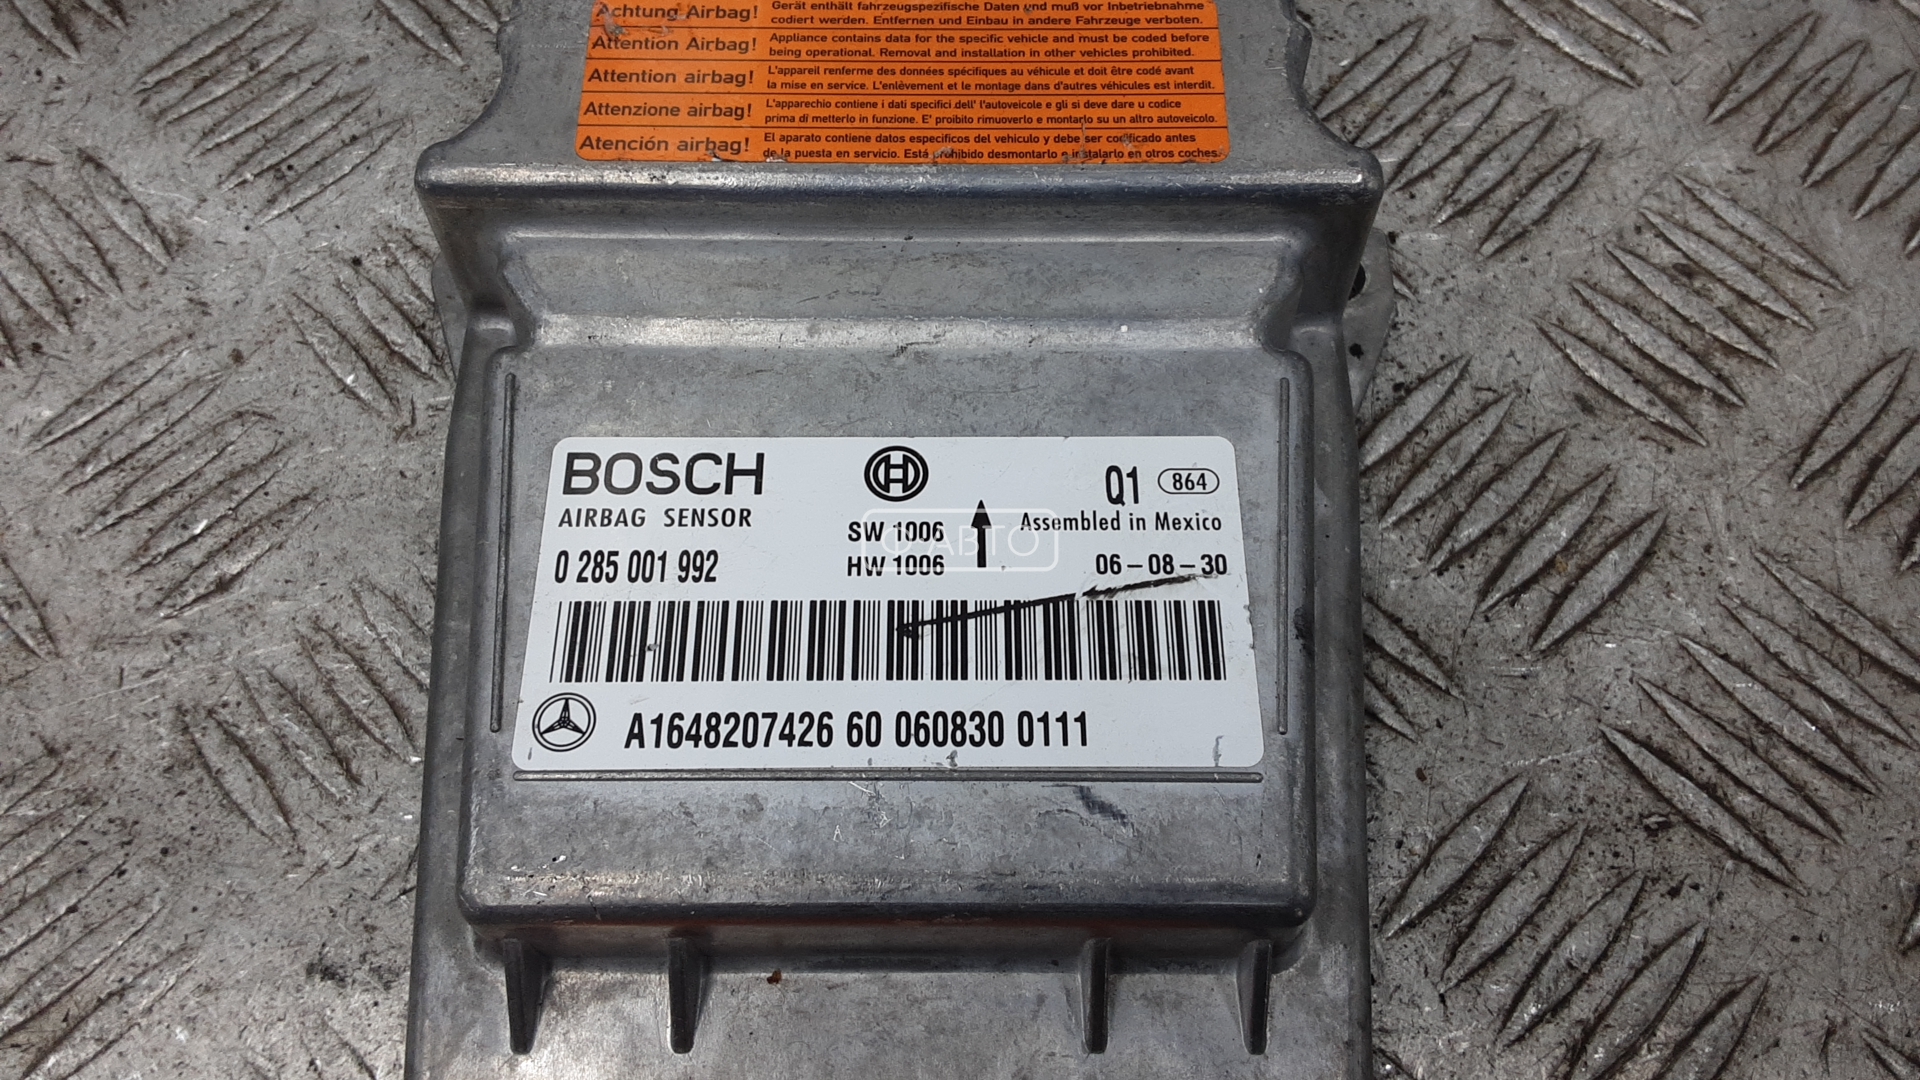 Achtung Airbag! Gerät enthält fahrzeugspezifische Daten und muß vor Inbetriebnahme
codiert werden. Entfernen und Einbau in andere Fahrzeuge verboten.
Attention Airbag! Appliance contains data for the specific vehicle and must be coded before
being operational. Removal and installation in other vehicles prohibited.
Attention airbag! L'appareil renferme des données spécifiques au véhicule et doit être codé avant
la mise en service. L'enlèvement et le montage dans d'autres véhicules est interdit.
Attenzione airbag! L'apparechio contiene i dati specifici dell' l'autoveicole e gli si deve dare u codice
prima di metterlo in funzione. E' proibito rimuoverlo e montarlo su un altro autoveicolo.
Atención airbag! El aparato contiene datos especificos del vehiculo y debe ser codificado antes
de la puesta en servicio. Está prohibido desmontarlo e instalarlo en otros coches.
BOSCH Q1 864
AIRBAG SENSOR SW 1006 Assembled in Mexico
ФАВТО
0 285 001 992 HW 1006 06-08-30
A1648207426 60 060830 0111